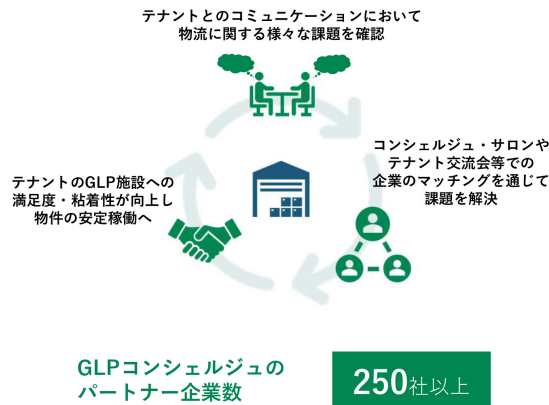 テナントとのコミュニケーションにおいて
物流に関する様々な課題を確認
コンシェルジュ・サロンや
テナント交流会等での
企業のマッチングを通じて
課題を解決
テナントのGLP施設への
満足度・粘着性が向上し
物件の安定稼働へ
GLPコンシェルジュの
パートナー企業数
250社以上